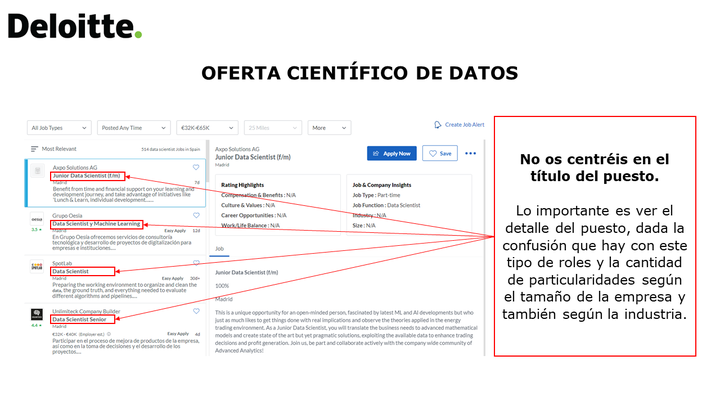 Deloitte.
OFERTA CIENTÍFICO DE DATOS
All Job Types
Posted Any Time
€32K-€65K
25 Miles
More
Create Job Alert
Most Relevant
514 data scientist jobs in Spain
Axpo Solutions AG
Junior Data Scientist (f/m)
Madrid
7d
Benefit from time and financial support on your learning and
development journey, and take advantage of initiatives like
'Lunch & Learn, individual development.....
Grupo Oesia
Data Scientist y Machine Learning
Madrid
Easy Apply
12d
En Grupo Oesía ofrecemos servicios de consultoría
tecnológica y desarrollo de proyectos de digitalización para
empresas e instituciones....
SpotLab
Data Scientist
Madrid
Easy Apply
30d+
Preparing the working environment to organize and clean the
data, the ground truth, and everything needed to evaluate
different algorithms and pipelines....
Unlimiteck Company Builder
Data Scientist Senior
Madrid
€32K - €60K (Employer est.)
Easy Apply
4d
Participar en el proceso de mejora de productos de la empresa,
así como en la toma de decisiones y el desarrollo de los
proyectos....
Axpo Solutions AG
Junior Data Scientist (f/m)
Madrid
Apply Now
Save
Rating Highlights
Compensation & Benefits : N/A
Culture & Values : N/A
Career Opportunities : N/A
Work/Life Balance : N/A
Job & Company Insights
Job Type : Part-time
Job Function : Data Scientist
Industry : N/A
Size : N/A
Job
Junior Data Scientist (f/m)
100%
Madrid
This is a unique opportunity for an open-minded person, fascinated by latest ML and AI developments but who
just as much likes to get things done with real implications and observe the theories applied in the energy
trading environment. As a Junior Data Scientist, you will translate the business needs to advanced mathematical
models and create state of the art but yet pragmatic solutions, exploiting the available data to enhance trading
decisions and profit generation. Join us, be part and collaborate actively with the company wide community of
Advanced Analytics!
No os centréis en el
título del puesto.
Lo importante es ver el
detalle del puesto, dada la
confusión que hay con este
tipo de roles y la cantidad
de particularidades según
el tamaño de la empresa y
también según la industria.